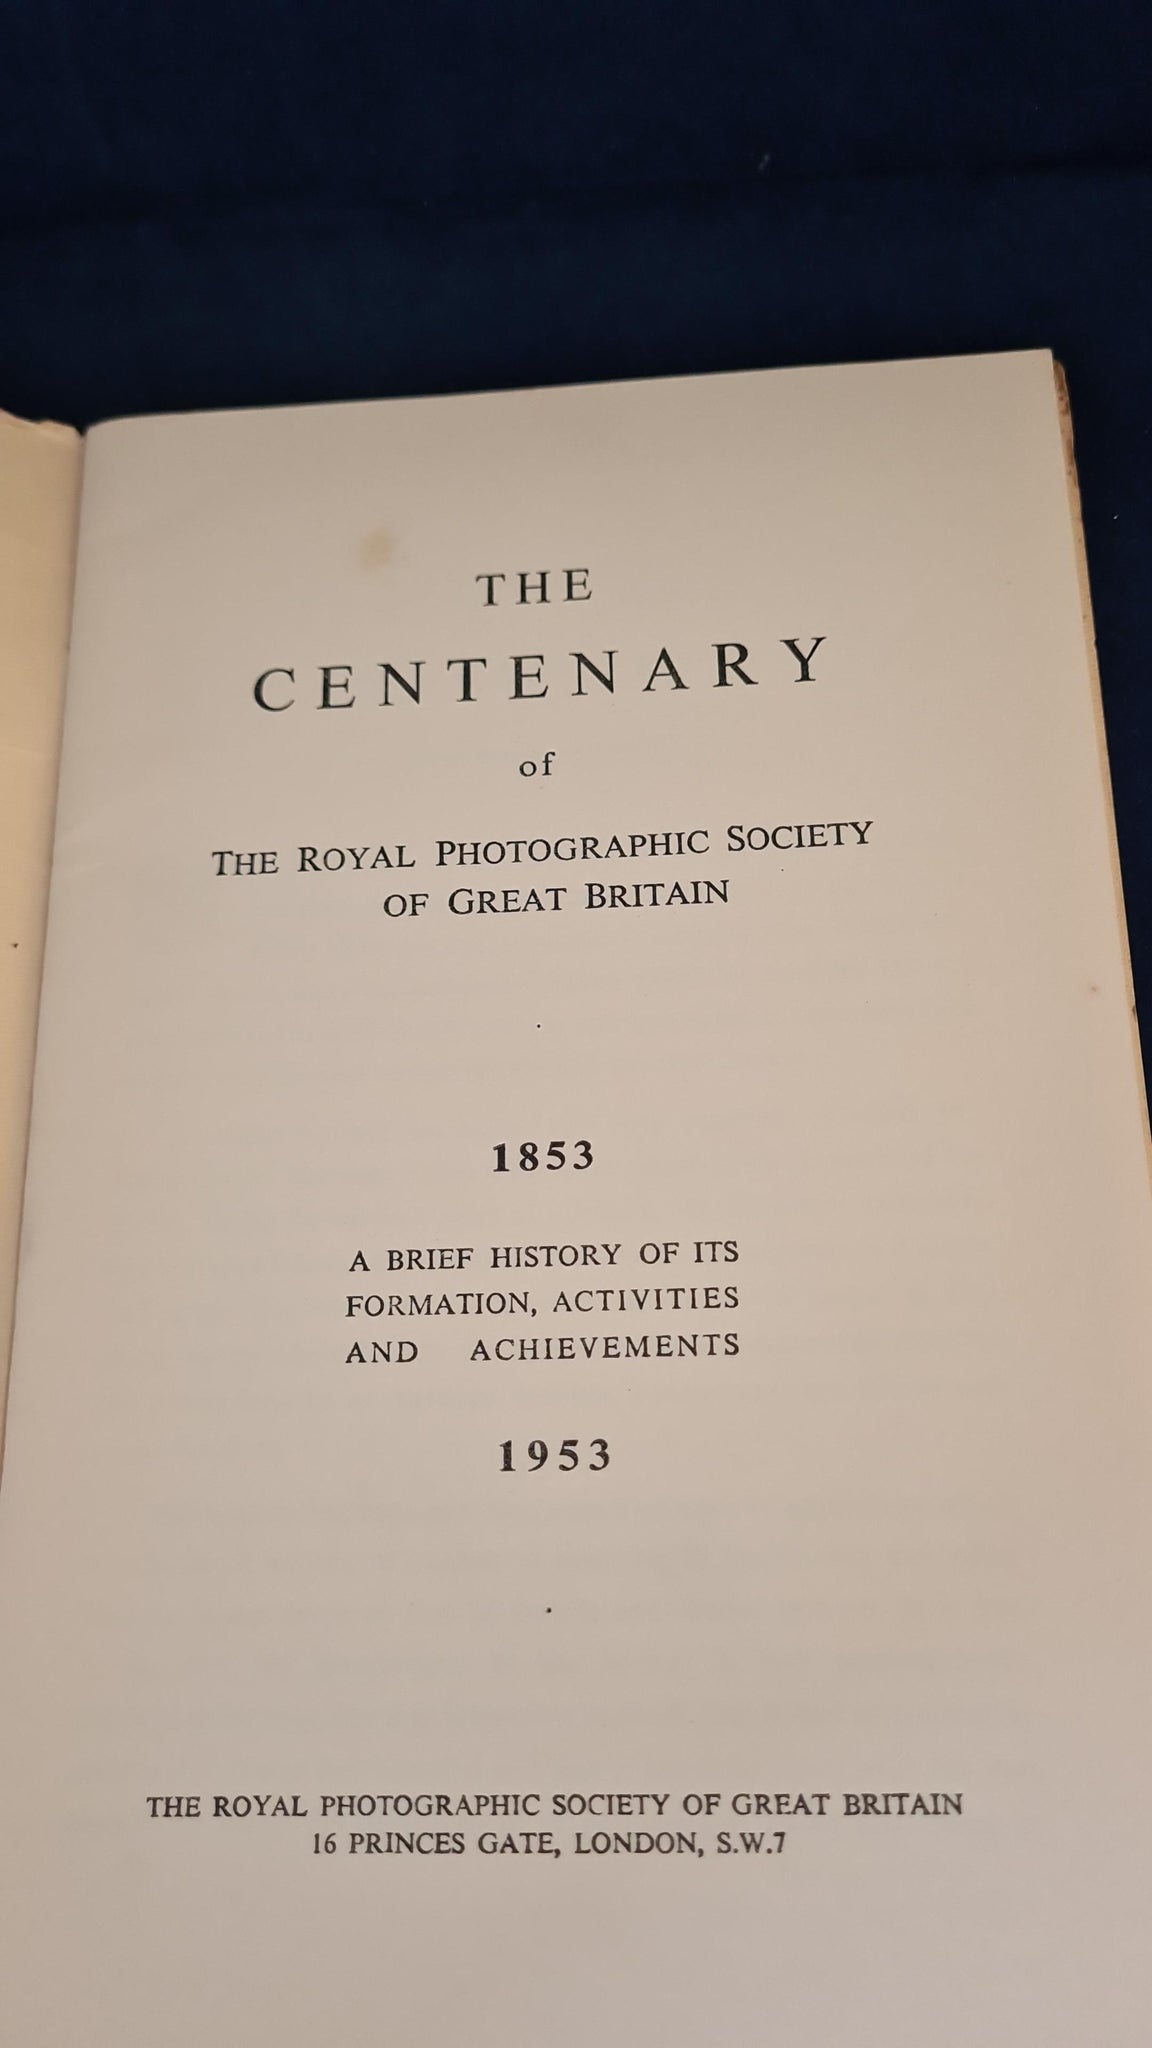 THE
CENTENARY
of
THE ROYAL PHOTOGRAPHIC SOCIETY
OF GREAT BRITAIN
1853
A BRIEF HISTORY OF ITS
FORMATION, ACTIVITIES
AND ACHIEVEMENTS
1953
THE ROYAL PHOTOGRAPHIC SOCIETY OF GREAT BRITAIN
16 PRINCES GATE, LONDON, S.W.7